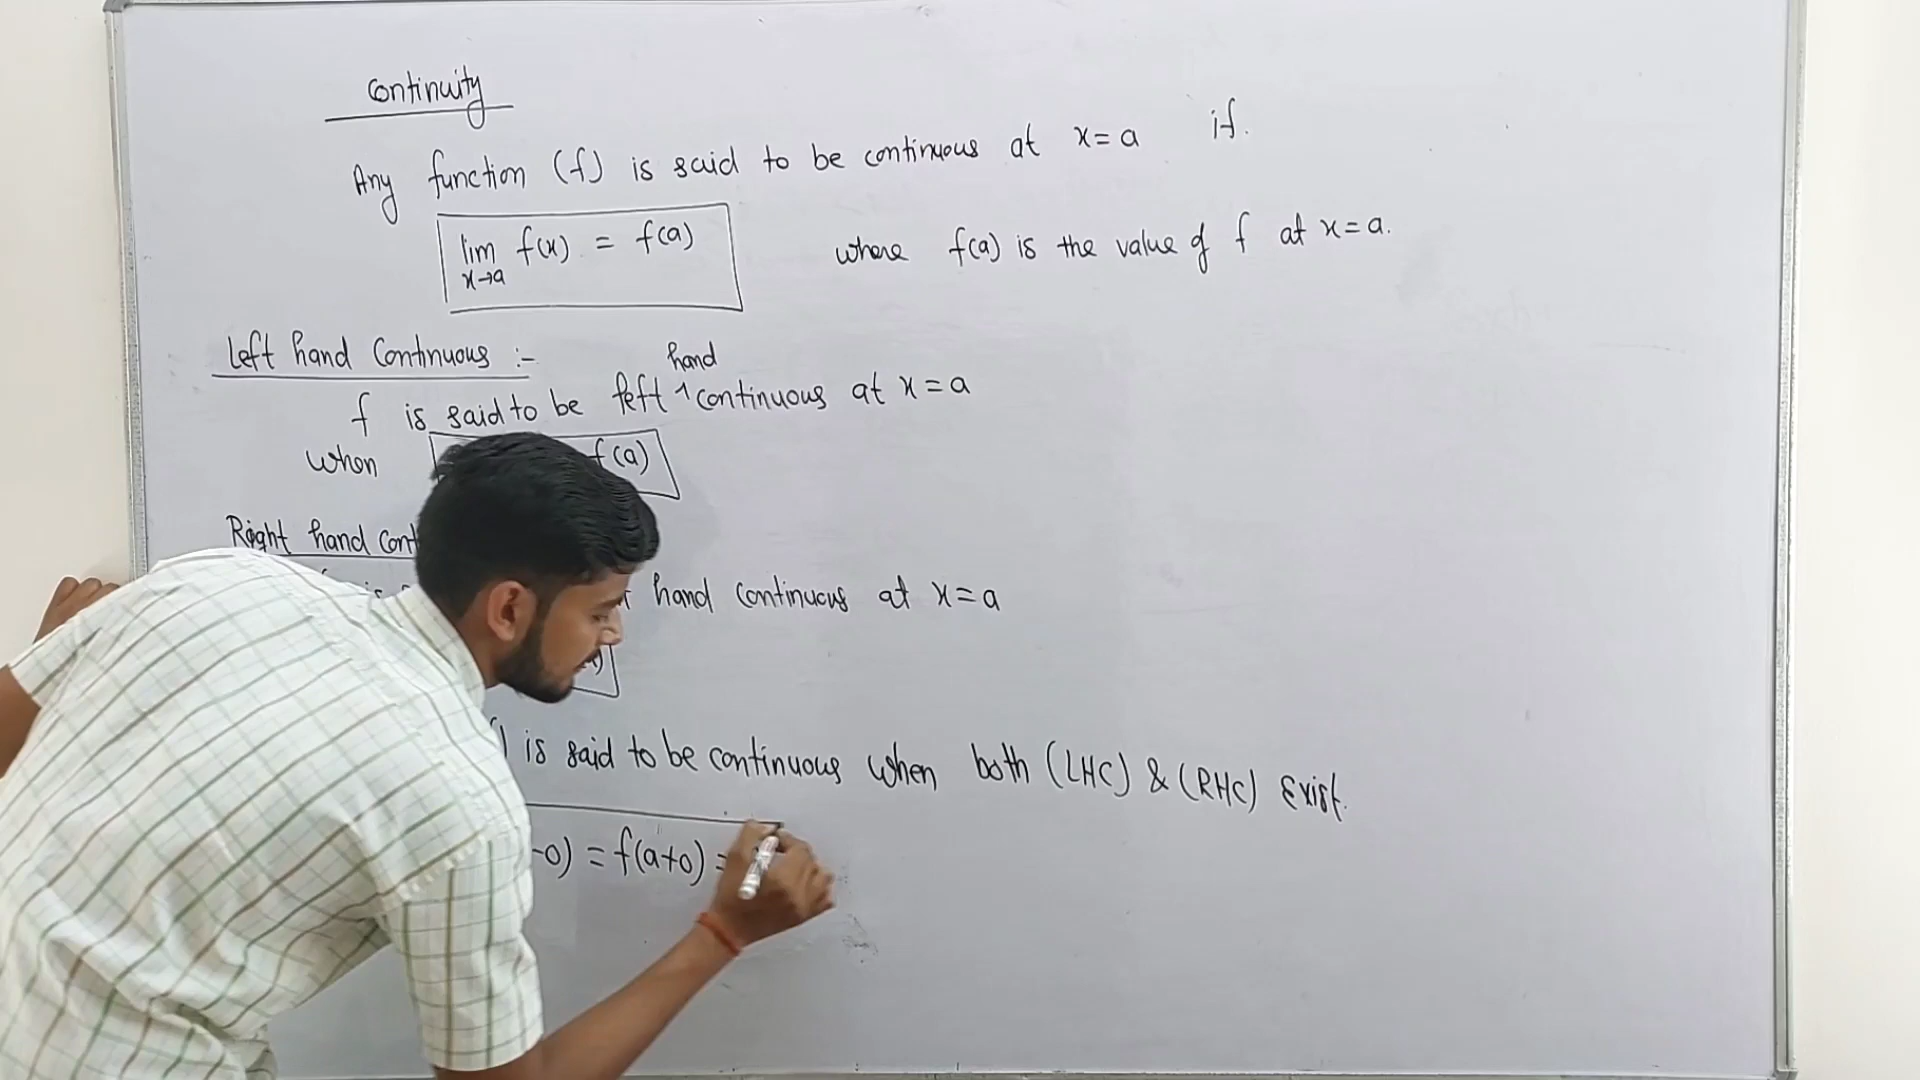 Continuity
Any function (f) is said to be continuous at x=a if.
lim x→a f(x) = f(a) where f(a) is the value of f at x=a.
Left hand Continuous :-
f is said to be left ^ hand continuous at x=a
when f(a)
Right hand
hand continuous at x=a
is said to be continuous when both (LHC) & (RHC) Exist.
-0) = f(a+0) =